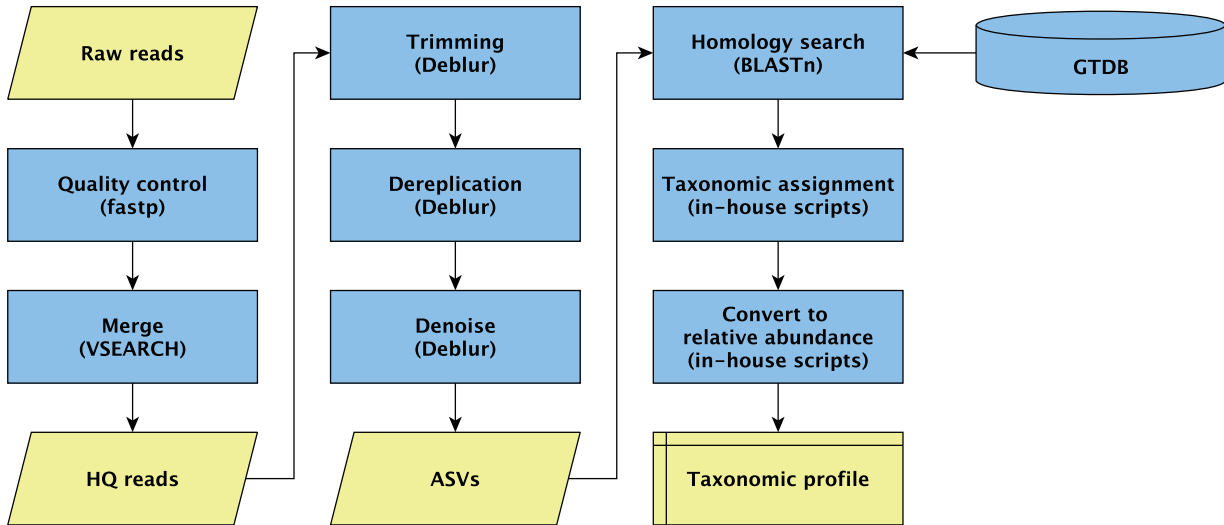 Raw reads
Quality control
(fastp)
Merge
(VSEARCH)
HQ reads
Trimming
(Deblur)
Dereplication
(Deblur)
Denoise
(Deblur)
ASVs
Homology search
(BLASTn)
GTDB
Taxonomic assignment
(in-house scripts)
Convert to
relative abundance
(in-house scripts)
Taxonomic profile